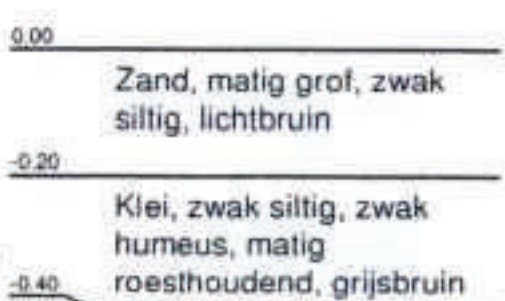 0.00
Zand, matig grof, zwak
siltig, lichtbruin
-0.20
Klei, zwak siltig, zwak
humeus, matig
-0.40 roesthoudend, grijsbruin